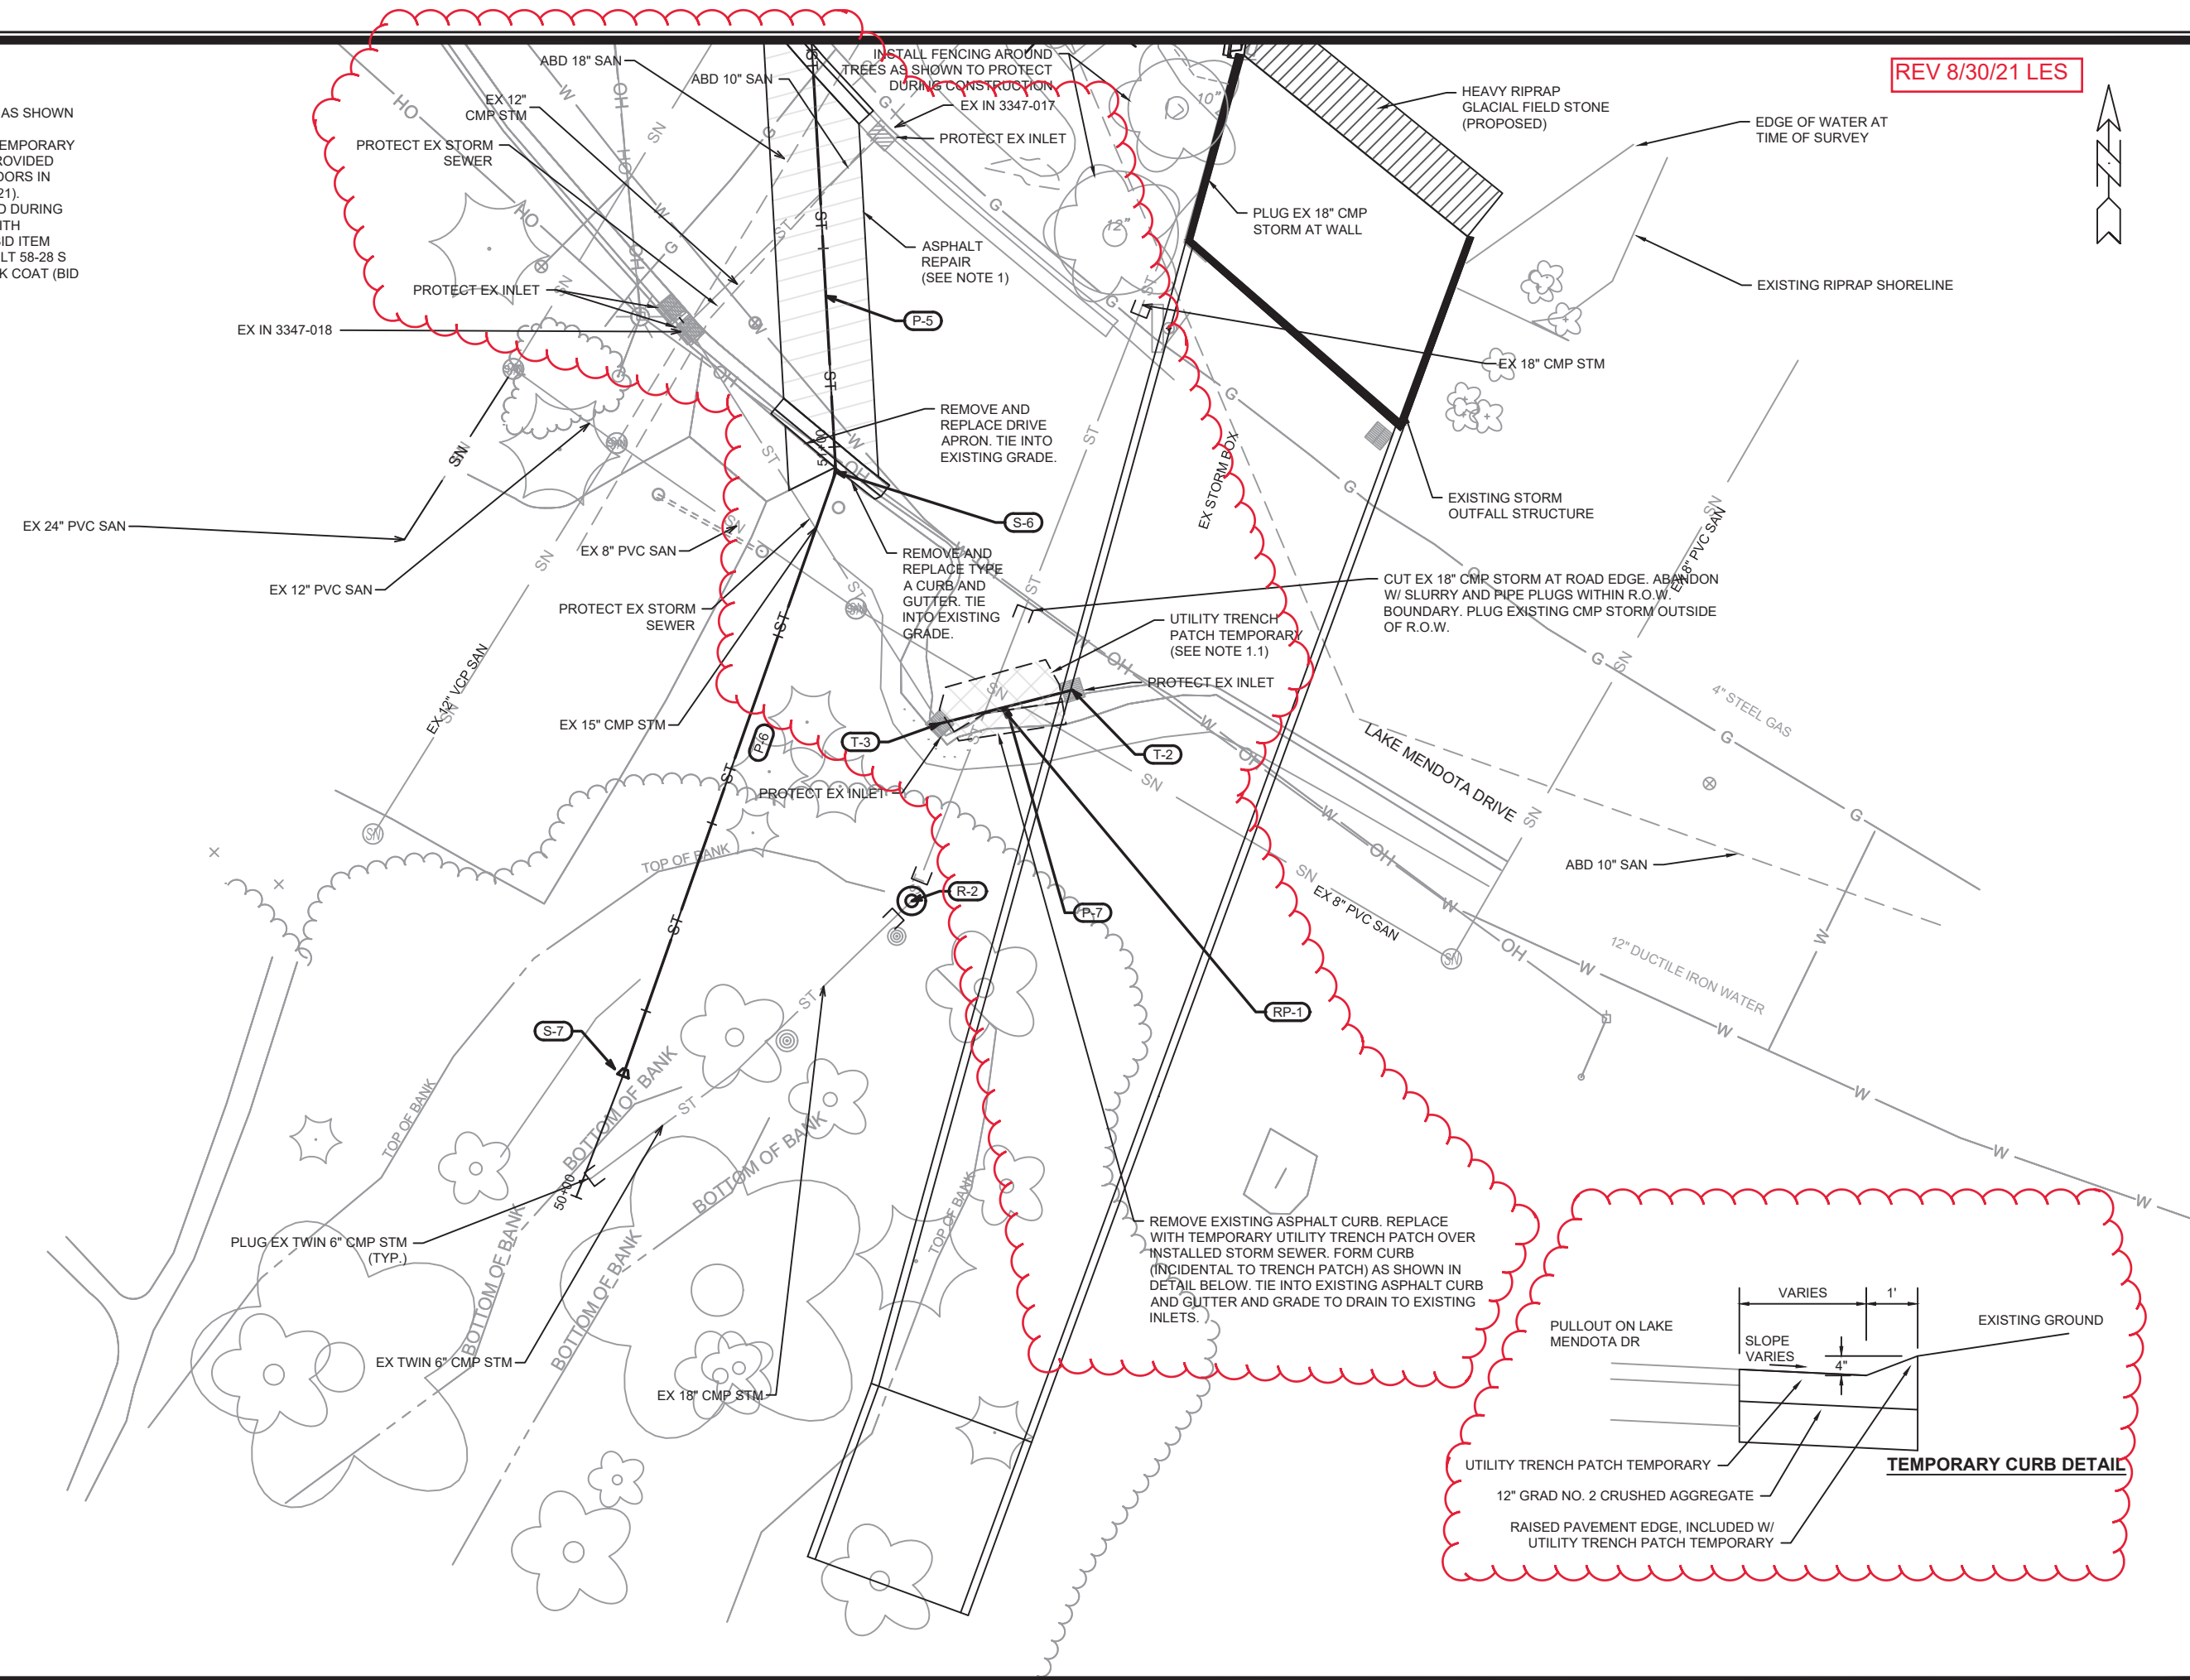 REV 8/30/21 LES
AS SHOWN
EMPORARY
ROVIDED
DORS IN
21).
D DURING
ITH
BID ITEM
LT 58-28 S
K COAT (BID
ABD 18" SAN
ABD 10" SAN
INSTALL FENCING AROUND
TREES AS SHOWN TO PROTECT
DURING CONSTRUCTION
EX IN 3347-017
PROTECT EX INLET
EX 12"
CMP STM
PROTECT EX STORM
SEWER
PROTECT EX INLET
EX IN 3347-018
10"
12"
HEAVY RIPRAP
GLACIAL FIELD STONE
(PROPOSED)
EDGE OF WATER AT
TIME OF SURVEY
N
PLUG EX 18" CMP
STORM AT WALL
EXISTING RIPRAP SHORELINE
ASPHALT
REPAIR
(SEE NOTE 1)
P-5
EX 18" CMP STM
REMOVE AND
REPLACE DRIVE
APRON. TIE INTO
EXISTING GRADE.
EX STORM BOX
EXISTING STORM
OUTFALL STRUCTURE
S-6
EX 24" PVC SAN
EX 8" PVC SAN
EX 12" PVC SAN
REMOVE AND
REPLACE TYPE
A CURB AND
GUTTER. TIE
INTO EXISTING
GRADE.
PROTECT EX STORM
SEWER
CUT EX 18" CMP STORM AT ROAD EDGE. ABANDON
W/ SLURRY AND PIPE PLUGS WITHIN R.O.W.
BOUNDARY. PLUG EXISTING CMP STORM OUTSIDE
OF R.O.W.
EX 8" PVC SAN
UTILITY TRENCH
PATCH TEMPORARY
(SEE NOTE 1.1)
PROTECT EX INLET
EX 12" VCP SAN
EX 15" CMP STM
P-6
T-3
T-2
PROTECT EX INLET
LAKE MENDOTA DRIVE
4" STEEL GAS
ABD 10" SAN
TOP OF BANK
R-2
P-7
EX 8" PVC SAN
12" DUCTILE IRON WATER
RP-1
S-7
TOP OF BANK
BOTTOM OF BANK
BOTTOM OF BANK
50+00
TOP OF BANK
PLUG EX TWIN 6" CMP STM
(TYP.)
BOTTOM OF BANK
BOTTOM OF BANK
EX TWIN 6" CMP STM
EX 18" CMP STM
REMOVE EXISTING ASPHALT CURB. REPLACE
WITH TEMPORARY UTILITY TRENCH PATCH OVER
INSTALLED STORM SEWER. FORM CURB
(INCIDENTAL TO TRENCH PATCH) AS SHOWN IN
DETAIL BELOW. TIE INTO EXISTING ASPHALT CURB
AND GUTTER AND GRADE TO DRAIN TO EXISTING
INLETS.
VARIES
1'
PULLOUT ON LAKE
MENDOTA DR
SLOPE
VARIES
4"
EXISTING GROUND
UTILITY TRENCH PATCH TEMPORARY
TEMPORARY CURB DETAIL
12" GRAD NO. 2 CRUSHED AGGREGATE
RAISED PAVEMENT EDGE, INCLUDED W/
UTILITY TRENCH PATCH TEMPORARY